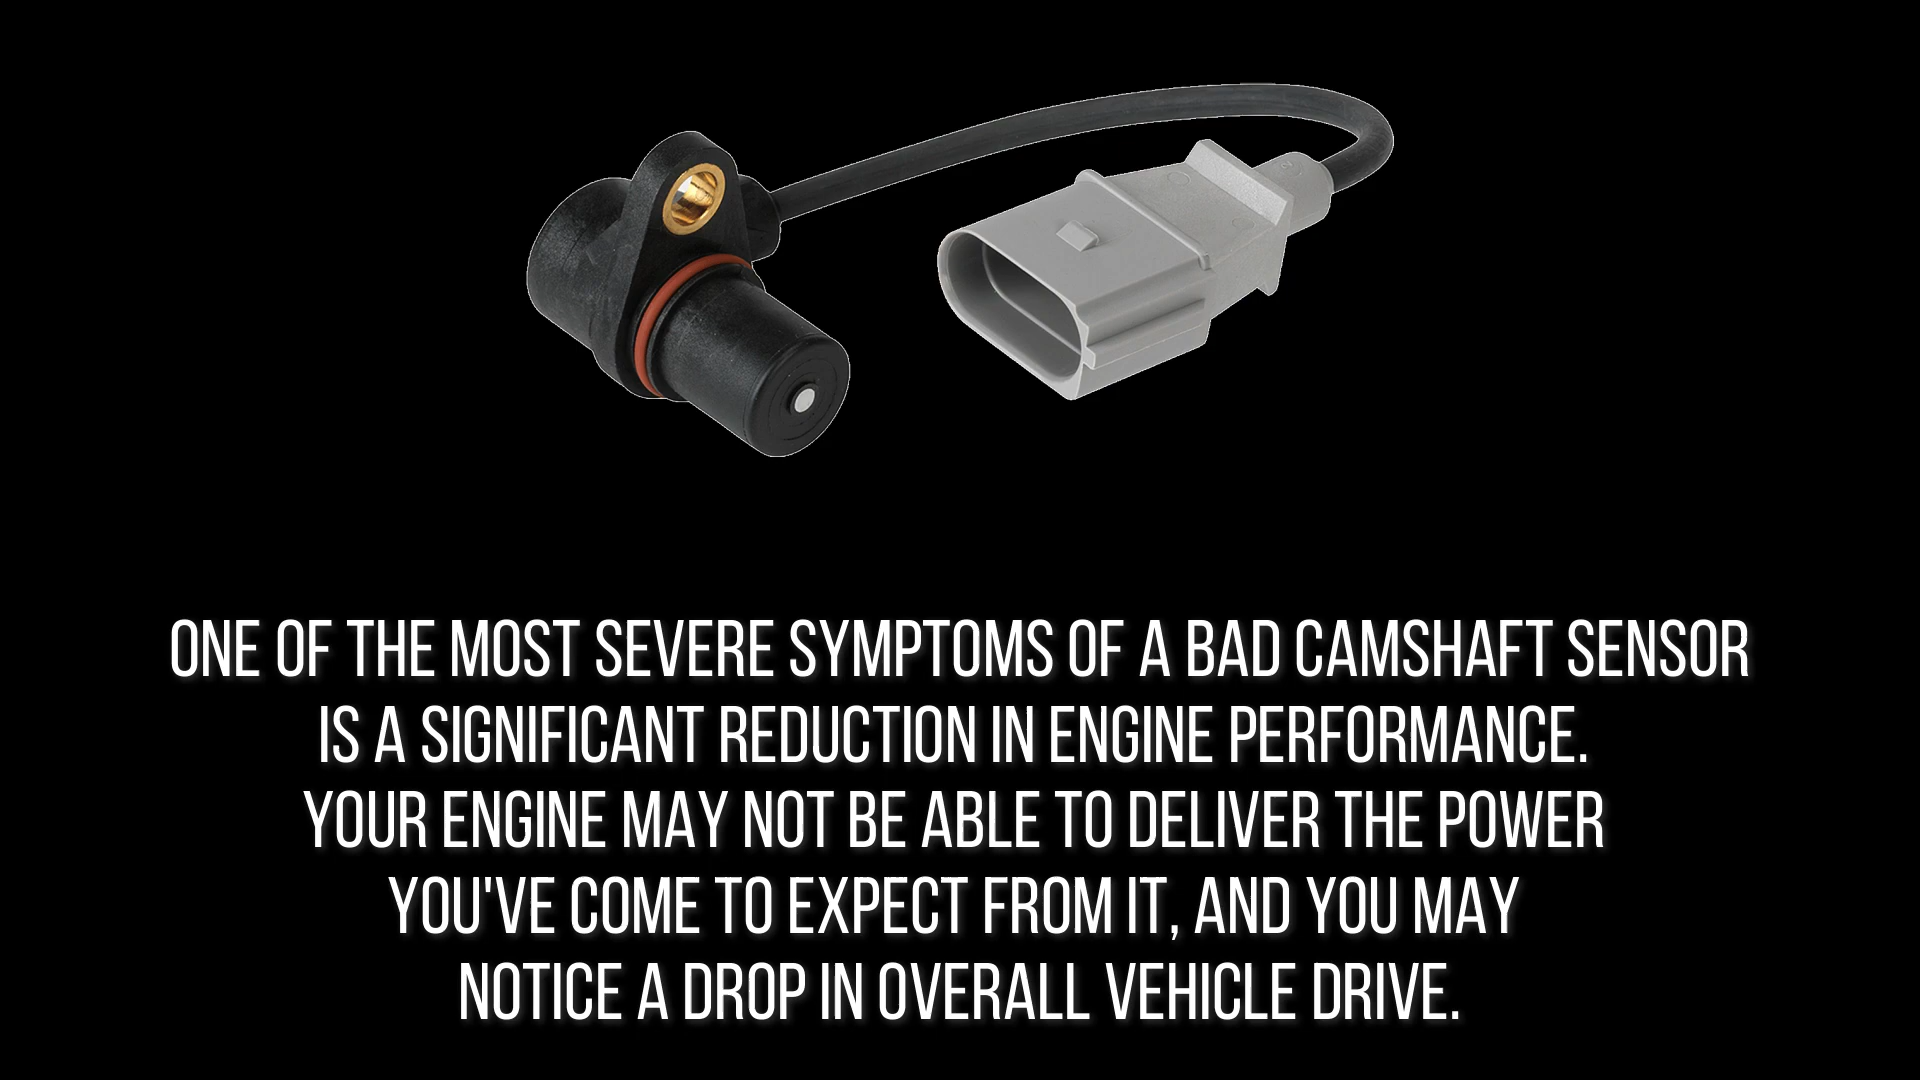 ONE OF THE MOST SEVERE SYMPTOMS OF A BAD CAMSHAFT SENSOR
IS A SIGNIFICANT REDUCTION IN ENGINE PERFORMANCE.
YOUR ENGINE MAY NOT BE ABLE TO DELIVER THE POWER
YOU'VE COME TO EXPECT FROM IT, AND YOU MAY
NOTICE A DROP IN OVERALL VEHICLE DRIVE.